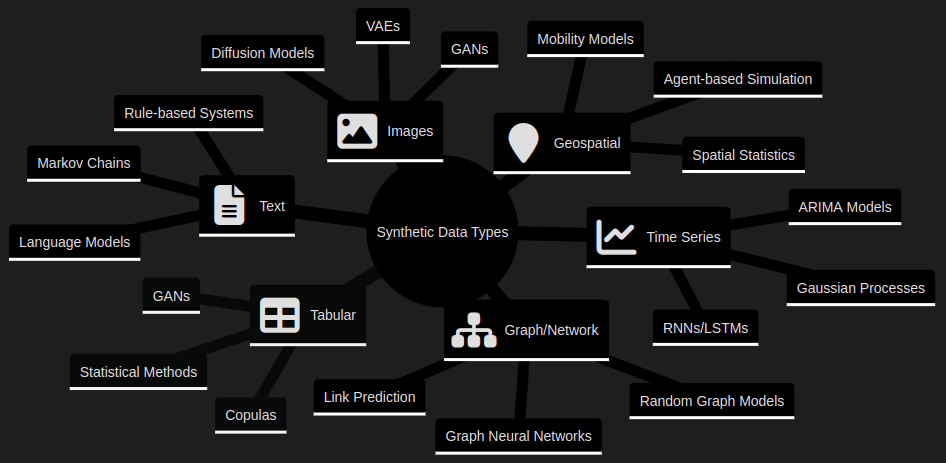 VAEs
GANs
Diffusion Models
Mobility Models
Agent-based Simulation
Rule-based Systems
Images
Geospatial
Spatial Statistics
Markov Chains
Text
ARIMA Models
Language Models
Synthetic Data Types
Time Series
GANs
Gaussian Processes
Tabular
Graph/Network
RNNs/LSTMs
Statistical Methods
Link Prediction
Random Graph Models
Copulas
Graph Neural Networks